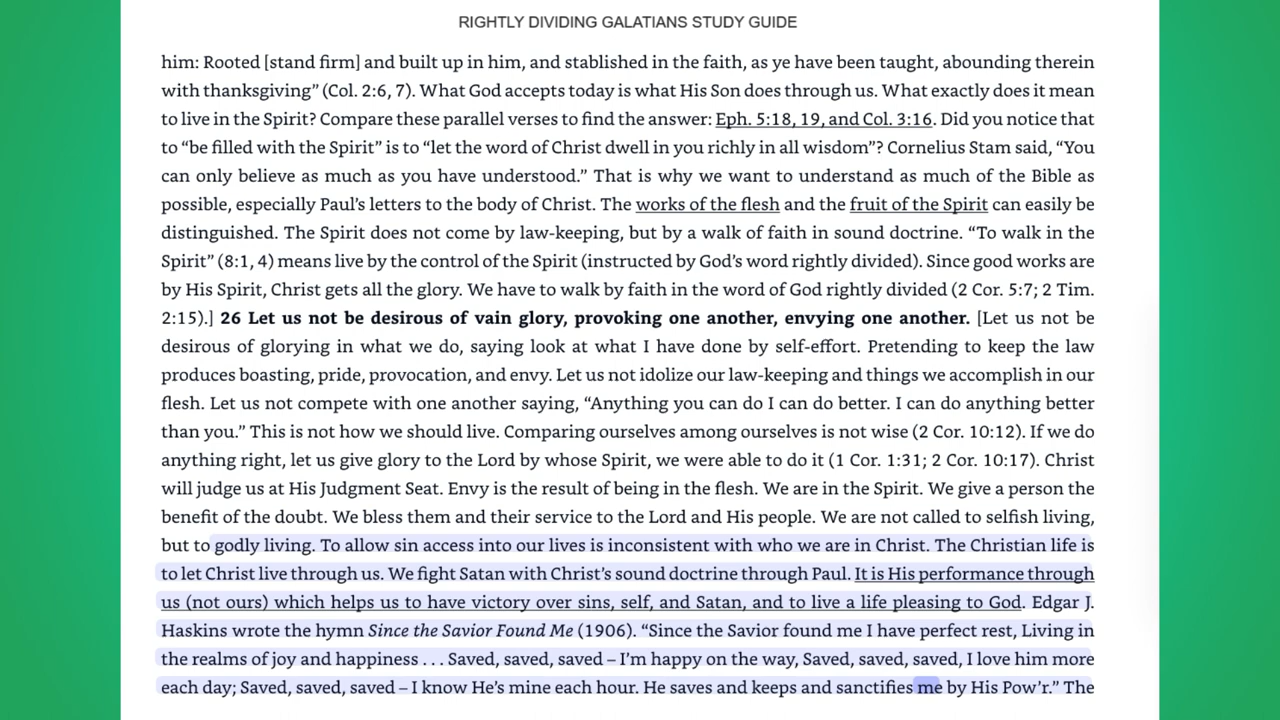 RIGHTLY DIVIDING GALATIANS STUDY GUIDE
him: Rooted [stand firm] and built up in him, and stablished in the faith, as ye have been taught, abounding therein
with thanksgiving” (Col. 2:6, 7). What God accepts today is what His Son does through us. What exactly does it mean
to live in the Spirit? Compare these parallel verses to find the answer: Eph. 5:18, 19, and Col. 3:16. Did you notice that
to “be filled with the Spirit” is to “let the word of Christ dwell in you richly in all wisdom”? Cornelius Stam said, “You
can only believe as much as you have understood.” That is why we want to understand as much of the Bible as
possible, especially Paul’s letters to the body of Christ. The works of the flesh and the fruit of the Spirit can easily be
distinguished. The Spirit does not come by law-keeping, but by a walk of faith in sound doctrine. “To walk in the
Spirit” (8:1, 4) means live by the control of the Spirit (instructed by God’s word rightly divided). Since good works are
by His Spirit, Christ gets all the glory. We have to walk by faith in the word of God rightly divided (2 Cor. 5:7; 2 Tim.
2:15).] 26 Let us not be desirous of vain glory, provoking one another, envying one another. [Let us not be
desirous of glorying in what we do, saying look at what I have done by self-effort. Pretending to keep the law
produces boasting, pride, provocation, and envy. Let us not idolize our law-keeping and things we accomplish in our
flesh. Let us not compete with one another saying, “Anything you can do I can do better. I can do anything better
than you.” This is not how we should live. Comparing ourselves among ourselves is not wise (2 Cor. 10:12). If we do
anything right, let us give glory to the Lord by whose Spirit, we were able to do it (1 Cor. 1:31; 2 Cor. 10:17). Christ
will judge us at His Judgment Seat. Envy is the result of being in the flesh. We are in the Spirit. We give a person the
benefit of the doubt. We bless them and their service to the Lord and His people. We are not called to selfish living,
but to godly living. To allow sin access into our lives is inconsistent with who we are in Christ. The Christian life is
to let Christ live through us. We fight Satan with Christ’s sound doctrine through Paul. It is His performance through
us (not ours) which helps us to have victory over sins, self, and Satan, and to live a life pleasing to God. Edgar J.
Haskins wrote the hymn Since the Savior Found Me (1906). “Since the Savior found me I have perfect rest, Living in
the realms of joy and happiness . . . Saved, saved, saved – I’m happy on the way, Saved, saved, saved, I love him more
each day; Saved, saved, saved – I know He’s mine each hour. He saves and keeps and sanctifies me by His Pow’r.” The